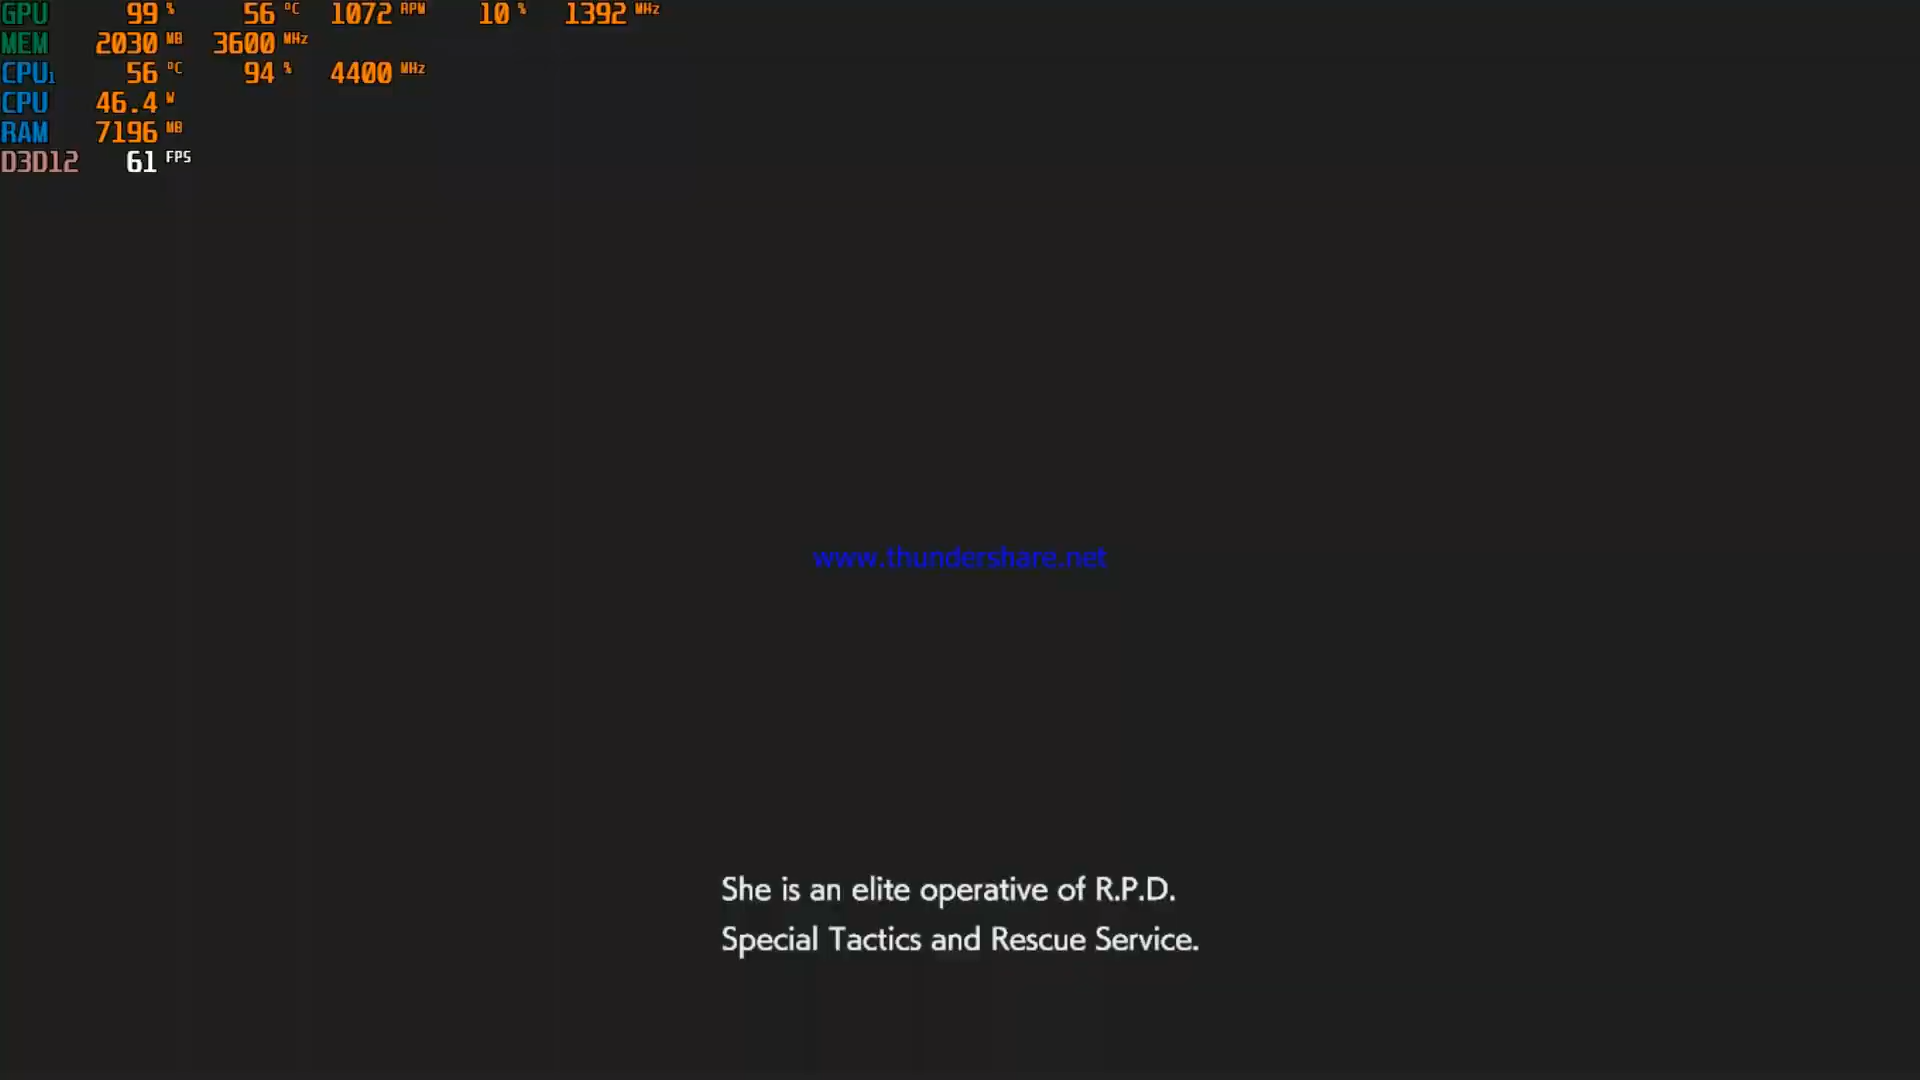 GPU 99 % 56 °C 1072 RPM 10 % 1392 MHz
MEM 2030 MB 3600 MHz
CPU1 56 °C 94 % 4400 MHz
CPU 46.4 W
RAM 7196 MB
D3D12 61 FPS
www.thundershare.net
She is an elite operative of R.P.D.
Special Tactics and Rescue Service.